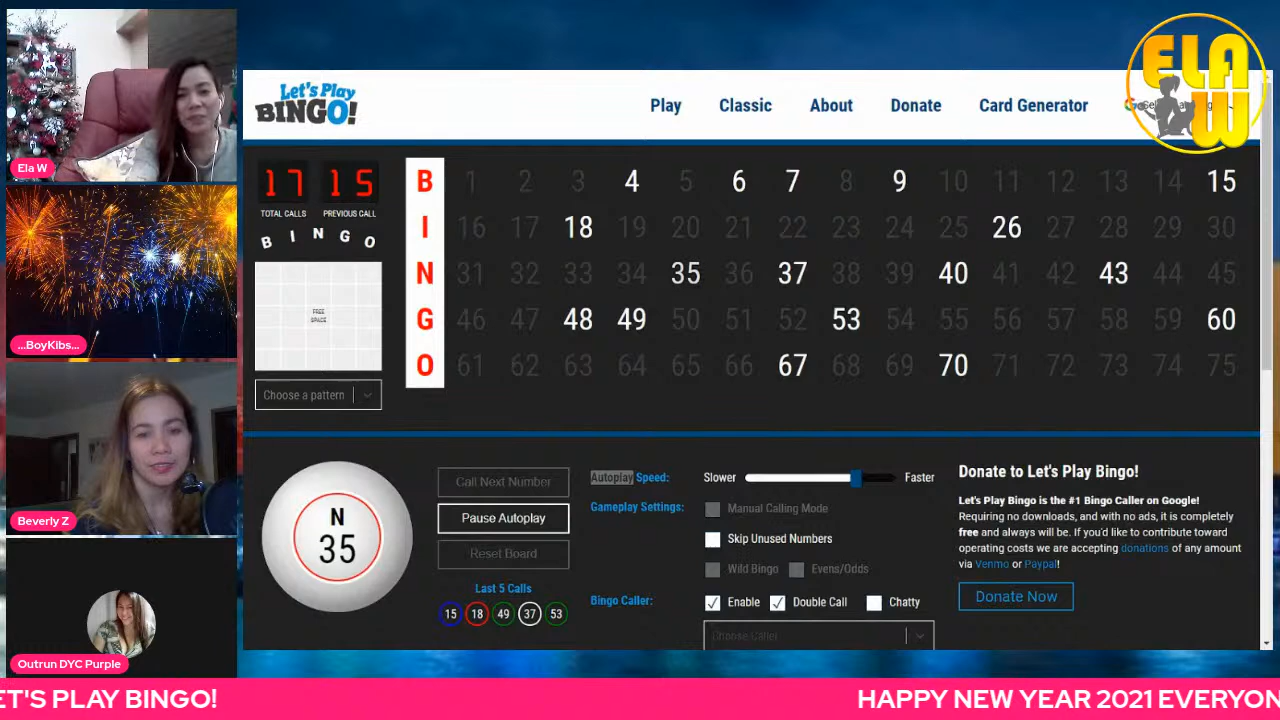 Ela W
...BoyKibs...
Beverly Z
Outrun DYC Purple
Let's Play
BINGO!
Play
Classic
About
Donate
Card Generator
ELA
W
17 15
TOTAL CALLS PREVIOUS CALL
B I N G O
FREE
SPACE
Choose a pattern
B 1 2 3 4 5 6 7 8 9 10 11 12 13 14 15
I 16 17 18 19 20 21 22 23 24 25 26 27 28 29 30
N 31 32 33 34 35 36 37 38 39 40 41 42 43 44 45
G 46 47 48 49 50 51 52 53 54 55 56 57 58 59 60
O 61 62 63 64 65 66 67 68 69 70 71 72 73 74 75
N
35
Call Next Number
Pause Autoplay
Reset Board
Last 5 Calls
15 18 49 37 53
Autoplay Speed:
Slower
Faster
Gameplay Settings:
Manual Calling Mode
Skip Unused Numbers
Wild Bingo
Evens/Odds
Bingo Caller:
Enable
Double Call
Chatty
Choose Caller
Donate to Let's Play Bingo!
Let's Play Bingo is the #1 Bingo Caller on Google!
Requiring no downloads, and with no ads, it is completely
free and always will be. If you'd like to contribute toward
operating costs we are accepting donations of any amount
via Venmo or Paypal!
Donate Now
ET'S PLAY BINGO!
HAPPY NEW YEAR 2021 EVERYON